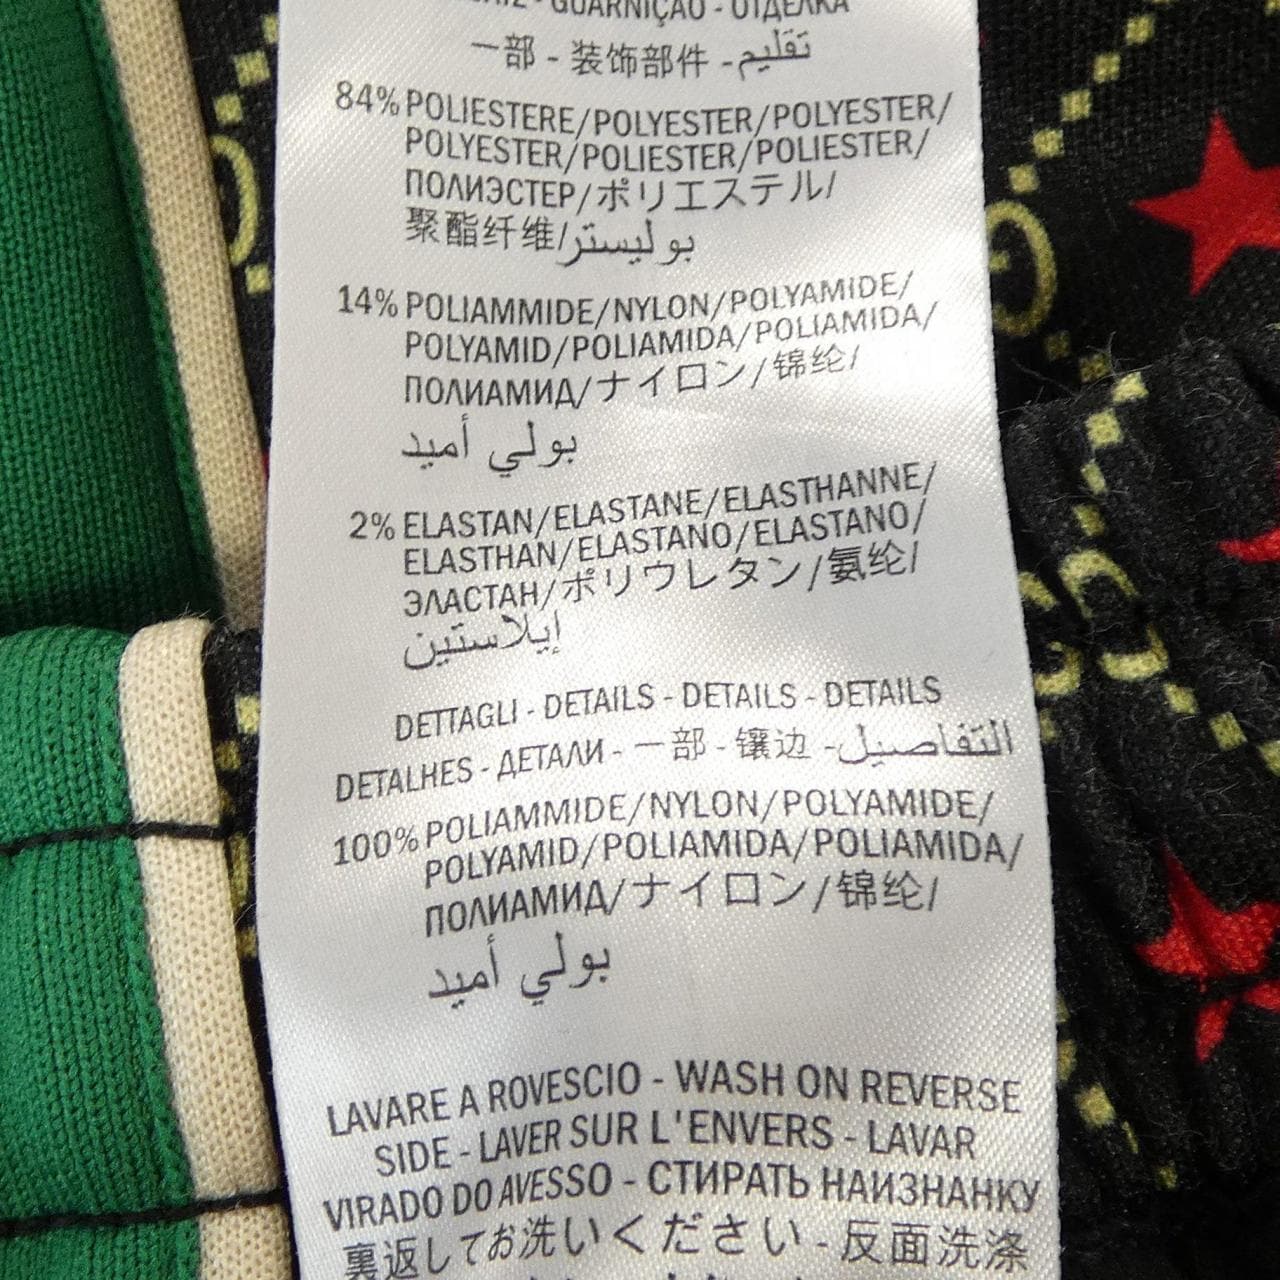 GUARNIÇÃO - ОТДЕЛКА
一部 - 装饰部件 - تقليم
84% POLIESTERE/POLYESTER/POLYESTER/
POLYESTER/POLIESTER/POLIESTER/
ПОЛИЭСТЕР/ポリエステル/
聚酯纤维/بوليستر
14% POLIAMMIDE/NYLON/POLYAMIDE/
POLYAMID/POLIAMIDA/POLIAMIDA/
ПОЛИАМИД/ナイロン/锦纶/
بولي أميد
2% ELASTAN/ELASTANE/ELASTHANNE/
ELASTHAN/ELASTANO/ELASTANO/
ЭЛАСТАН/ポリウレタン/氨纶/
إيلاستين
DETTAGLI - DETAILS - DETAILS - DETAILS
DETALHES - ДЕТАЛИ - 一部 - 镶边 - التفاصيل
100% POLIAMMIDE/NYLON/POLYAMIDE/
POLYAMID/POLIAMIDA/POLIAMIDA/
ПОЛИАМИД/ナイロン/锦纶/
بولي أميد
LAVARE A ROVESCIO - WASH ON REVERSE
SIDE - LAVER SUR L'ENVERS - LAVAR
VIRADO DO AVESSO - СТИРАТЬ НАИЗНАНКУ
裏返してお洗いください - 反面洗涤